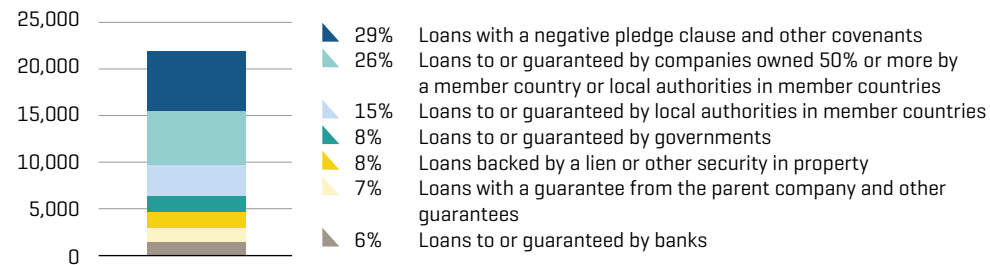 25,000
20,000
15,000
10,000
5,000
0
29% Loans with a negative pledge clause and other covenants
26% Loans to or guaranteed by companies owned 50% or more by
a member country or local authorities in member countries
15% Loans to or guaranteed by local authorities in member countries
8% Loans to or guaranteed by governments
8% Loans backed by a lien or other security in property
7% Loans with a guarantee from the parent company and other
guarantees
6% Loans to or guaranteed by banks